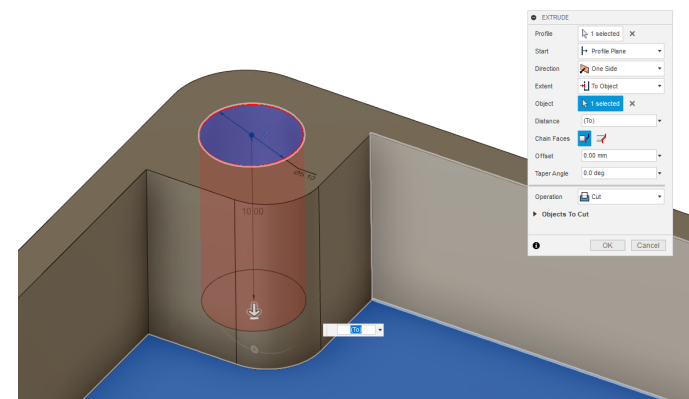 EXTRUDE
Profile 1 selected
Start Profile Plane
Direction One Side
Extent To Object
Object 1 selected
Distance (To)
Chain Faces
Offset 0.00 mm
Taper Angle 0.0 deg
Operation Cut
Objects To Cut
OK Cancel
10.00
(To)